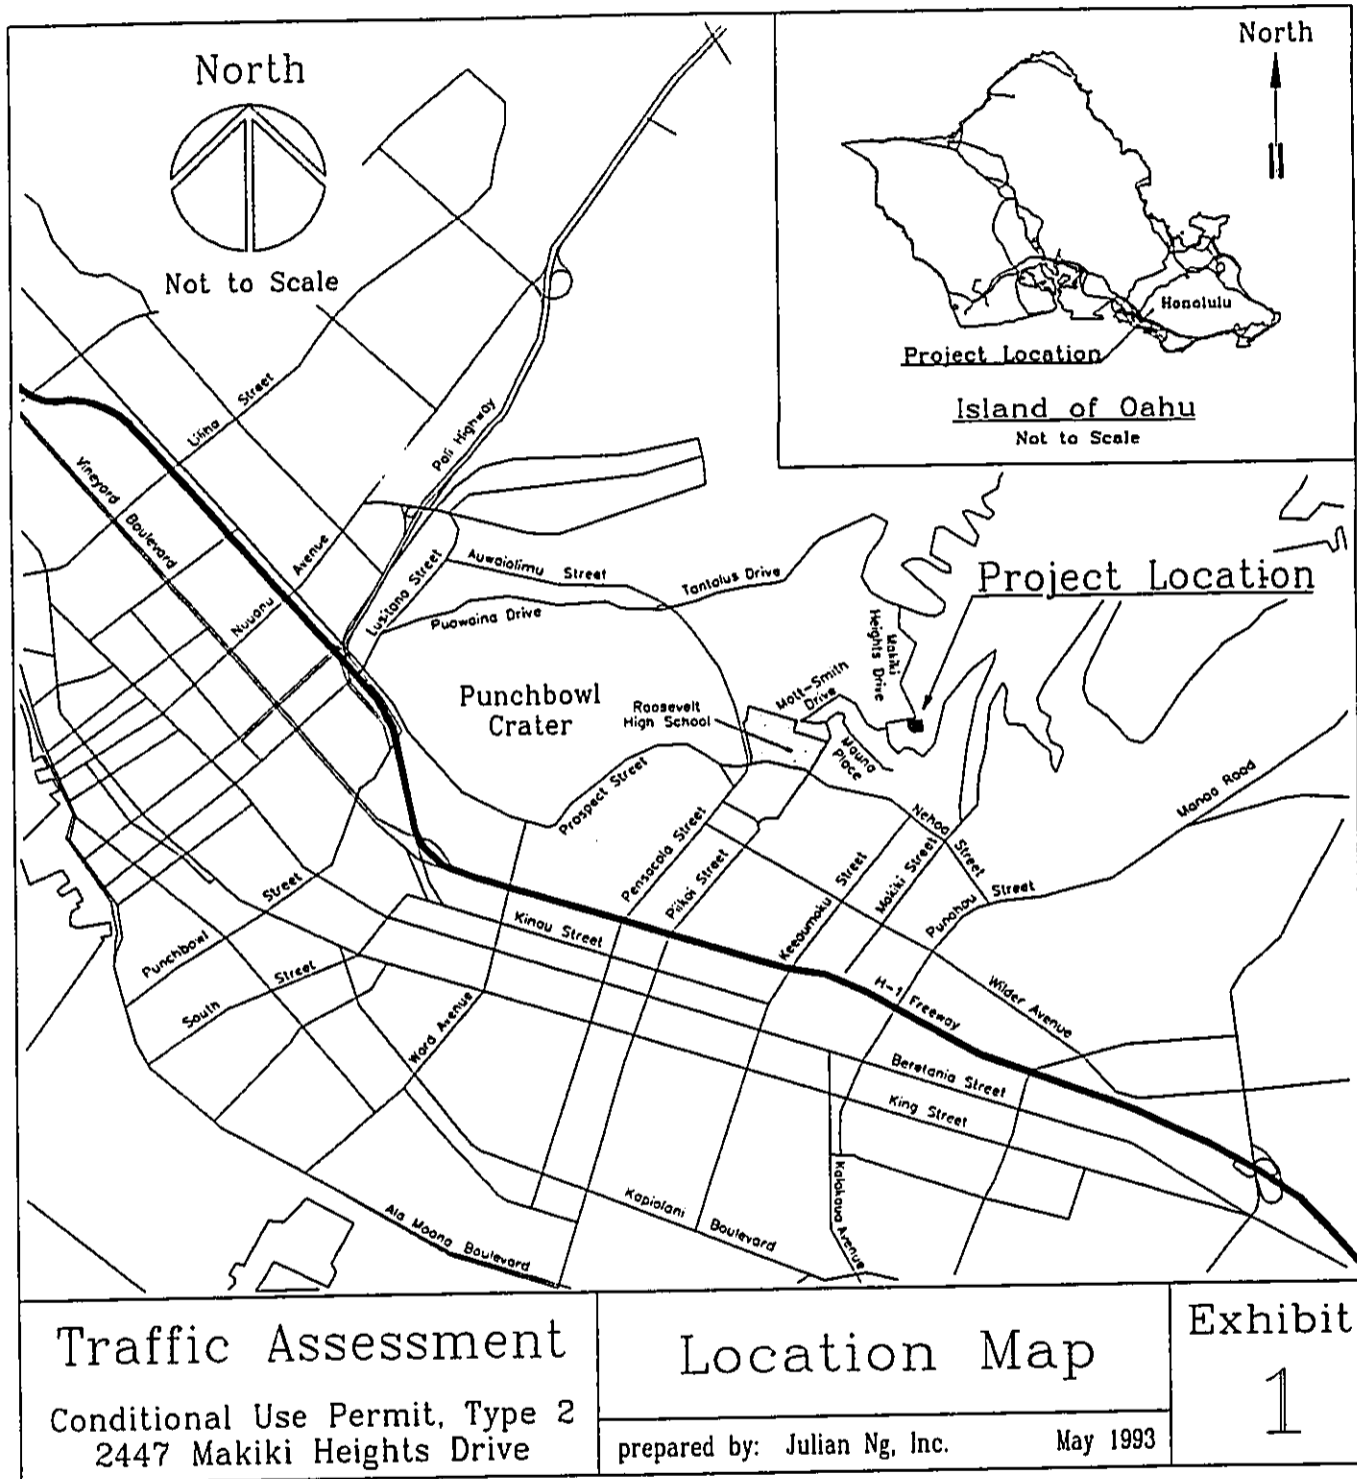 North
Not to Scale
North
Honolulu
Project Location
Island of Oahu
Not to Scale
Liliha Street
Vineyard Boulevard
Nuuanu Avenue
Pali Highway
Lusitana Street
Auwaiolimu Street
Puowaina Drive
Tantalus Drive
Project Location
Makiki
Heights Drive
Mott-Smith
Drive
Punchbowl
Crater
Roosevelt
High School
Mauna
Place
Prospect Street
Pensacola Street
Piikoi Street
Keeaumoku Street
Makiki Street
Nehoa Street
Punahou Street
Manoa Road
Punchbowl Street
South Street
Kinau Street
Ward Avenue
H-1 Freeway
Wilder Avenue
Beretania Street
King Street
Kalakaua Avenue
Kapiolani Boulevard
Ala Moana Boulevard
Traffic Assessment
Conditional Use Permit, Type 2
2447 Makiki Heights Drive
Location Map
prepared by: Julian Ng, Inc. May 1993
Exhibit
1